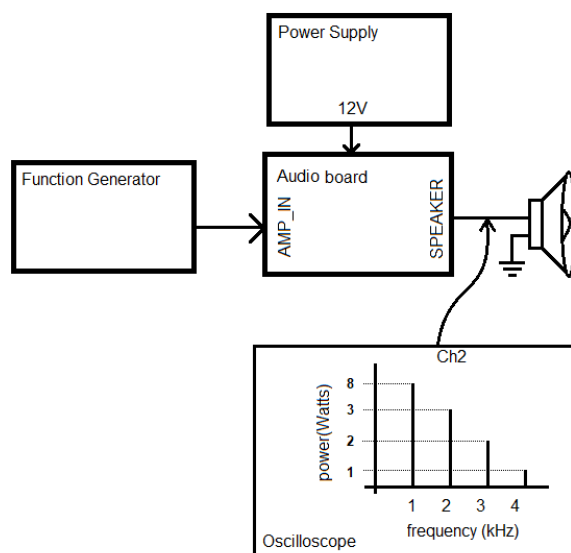 Power Supply
12V
Function Generator
Audio board
AMP_IN
SPEAKER
Ch2
power(Watts)
8
3
2
1
1 2 3 4
frequency (kHz)
Oscilloscope